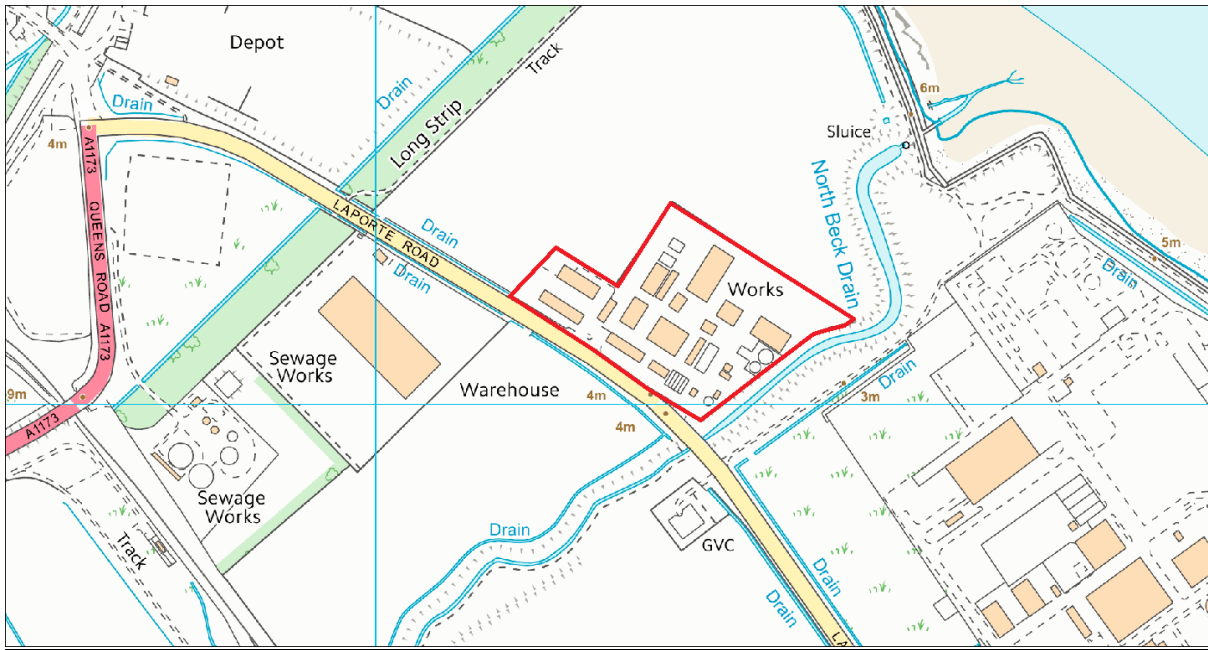 Depot
Track
Drain
Drain
6m
4m
A1173
Long Strip
Sluice
LAPORTE ROAD
Drain
North Beck Drain
QUEENS ROAD
5m
Drain
Drain
Works
A1173
Sewage
Works
Drain
9m
Warehouse
4m
3m
A1173
4m
Sewage
Works
Drain
Track
GVC
Drain
Drain
LA